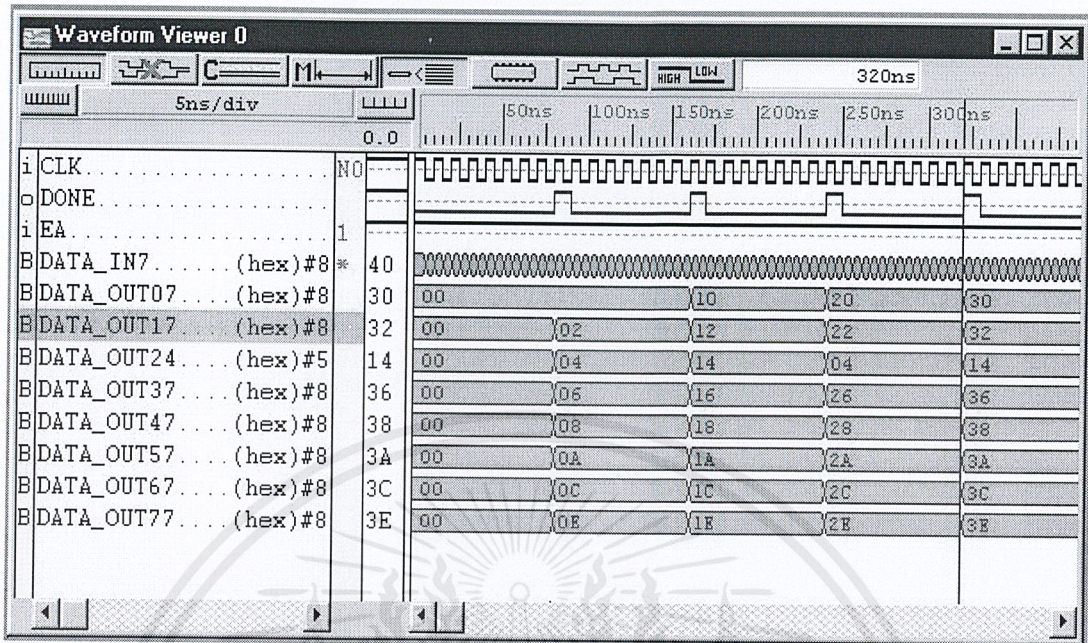 Waveform Viewer 0
C M HIGH LOW 320ns
5ns/div
0.0 50ns 100ns 150ns 200ns 250ns 300ns
i CLK.................... N0
o DONE...................
i EA..................... 1
B DATA_IN7......(hex)#8 * 40
B DATA_OUT07....(hex)#8 30 00 10 20 30
B DATA_OUT17....(hex)#8 32 00 02 12 22 32
B DATA_OUT24....(hex)#5 14 00 04 14 04 14
B DATA_OUT37....(hex)#8 36 00 06 16 26 36
B DATA_OUT47....(hex)#8 38 00 08 18 28 38
B DATA_OUT57....(hex)#8 3A 00 0A 1A 2A 3A
B DATA_OUT67....(hex)#8 3C 00 0C 1C 2C 3C
B DATA_OUT77....(hex)#8 3E 00 0E 1E 2E 3E